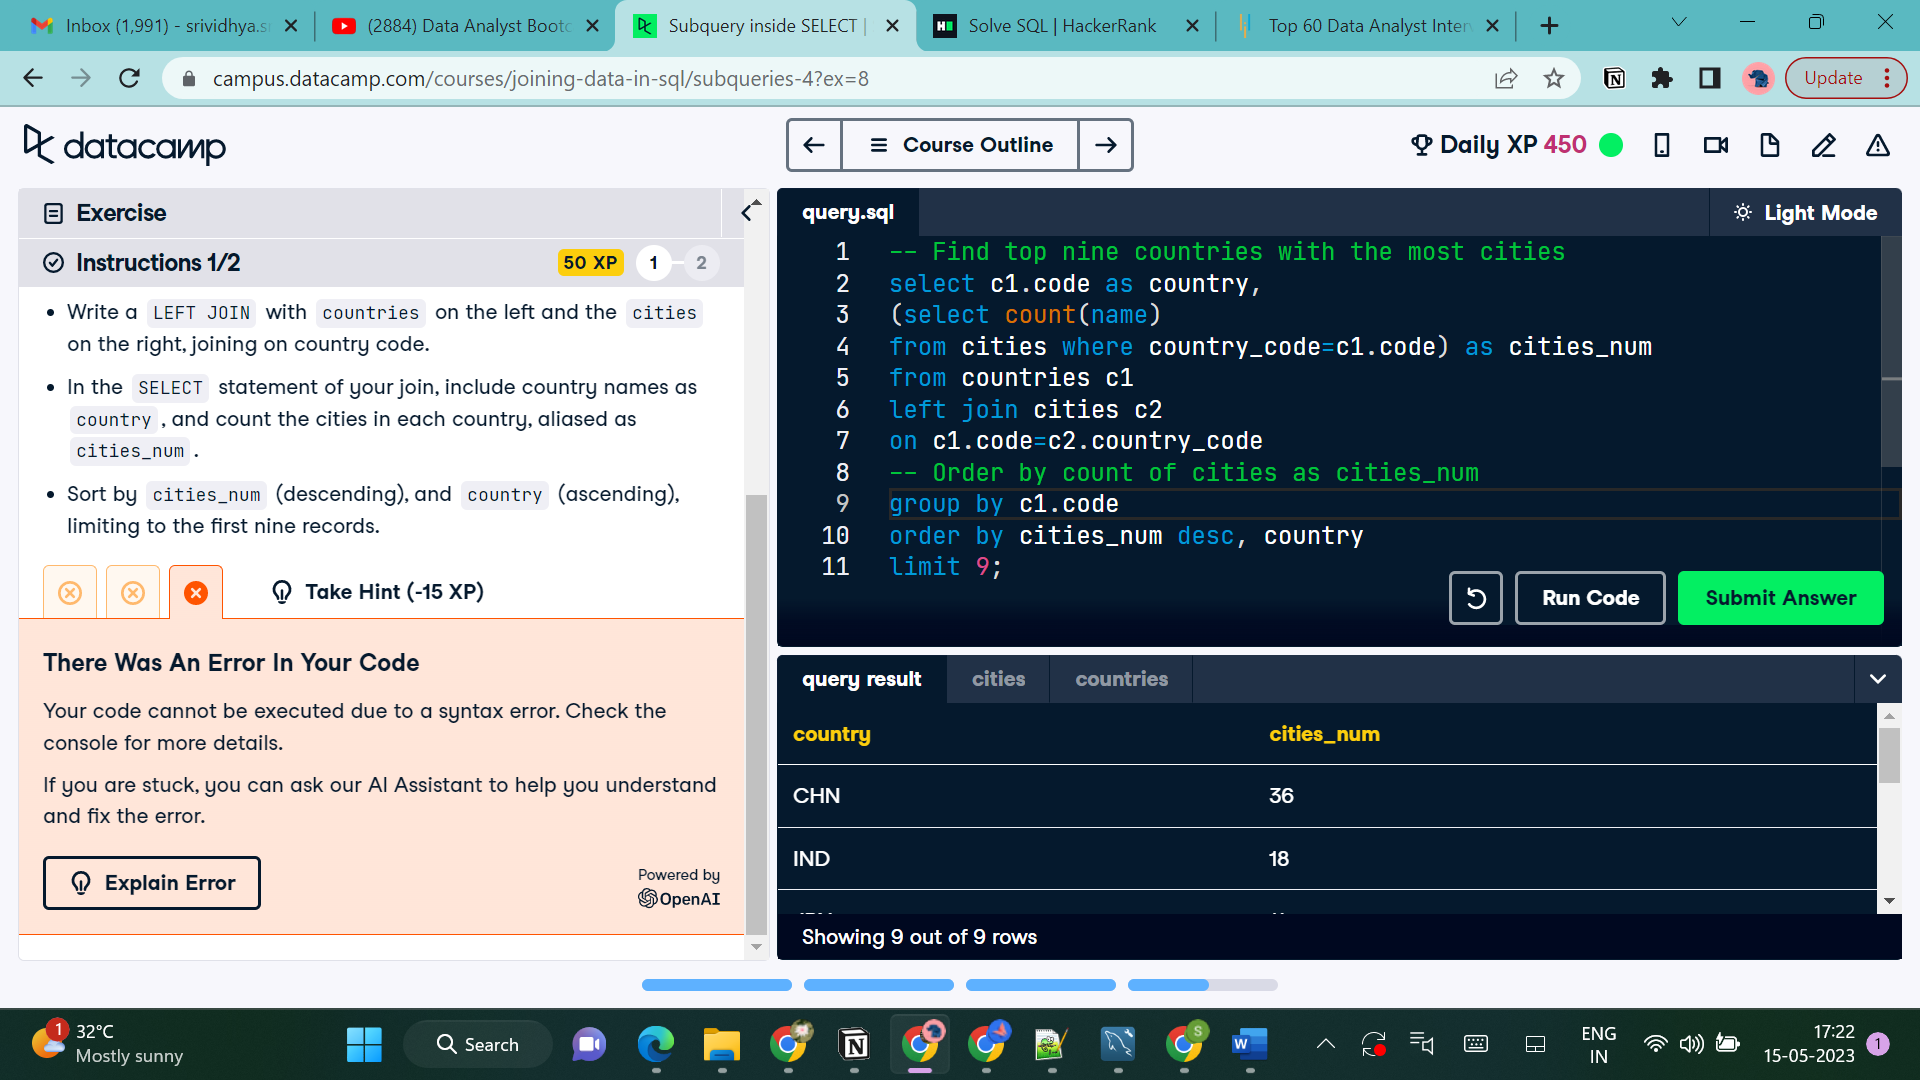 Inbox (1,991) - srividhya.s
(2884) Data Analyst Bootc
Subquery inside SELECT |
Solve SQL | HackerRank
Top 60 Data Analyst Inter
campus.datacamp.com/courses/joining-data-in-sql/subqueries-4?ex=8
Update
datacamp
Course Outline
Daily XP 450
Exercise
Instructions 1/2
50 XP
1
2
Write a LEFT JOIN with countries on the left and the cities
on the right, joining on country code.
In the SELECT statement of your join, include country names as
country , and count the cities in each country, aliased as
cities_num .
Sort by cities_num (descending), and country (ascending),
limiting to the first nine records.
Take Hint (-15 XP)
There Was An Error In Your Code
Your code cannot be executed due to a syntax error. Check the
console for more details.
If you are stuck, you can ask our AI Assistant to help you understand
and fix the error.
Explain Error
Powered by
OpenAI
query.sql
Light Mode
1 -- Find top nine countries with the most cities
2 select c1.code as country,
3 (select count(name)
4 from cities where country_code=c1.code) as cities_num
5 from countries c1
6 left join cities c2
7 on c1.code=c2.country_code
8 -- Order by count of cities as cities_num
9 group by c1.code
10 order by cities_num desc, country
11 limit 9;
Run Code
Submit Answer
query result
cities
countries
country cities_num
CHN 36
IND 18
Showing 9 out of 9 rows
1
32°C
Mostly sunny
Search
S
W
ENG
IN
17:22
15-05-2023
1